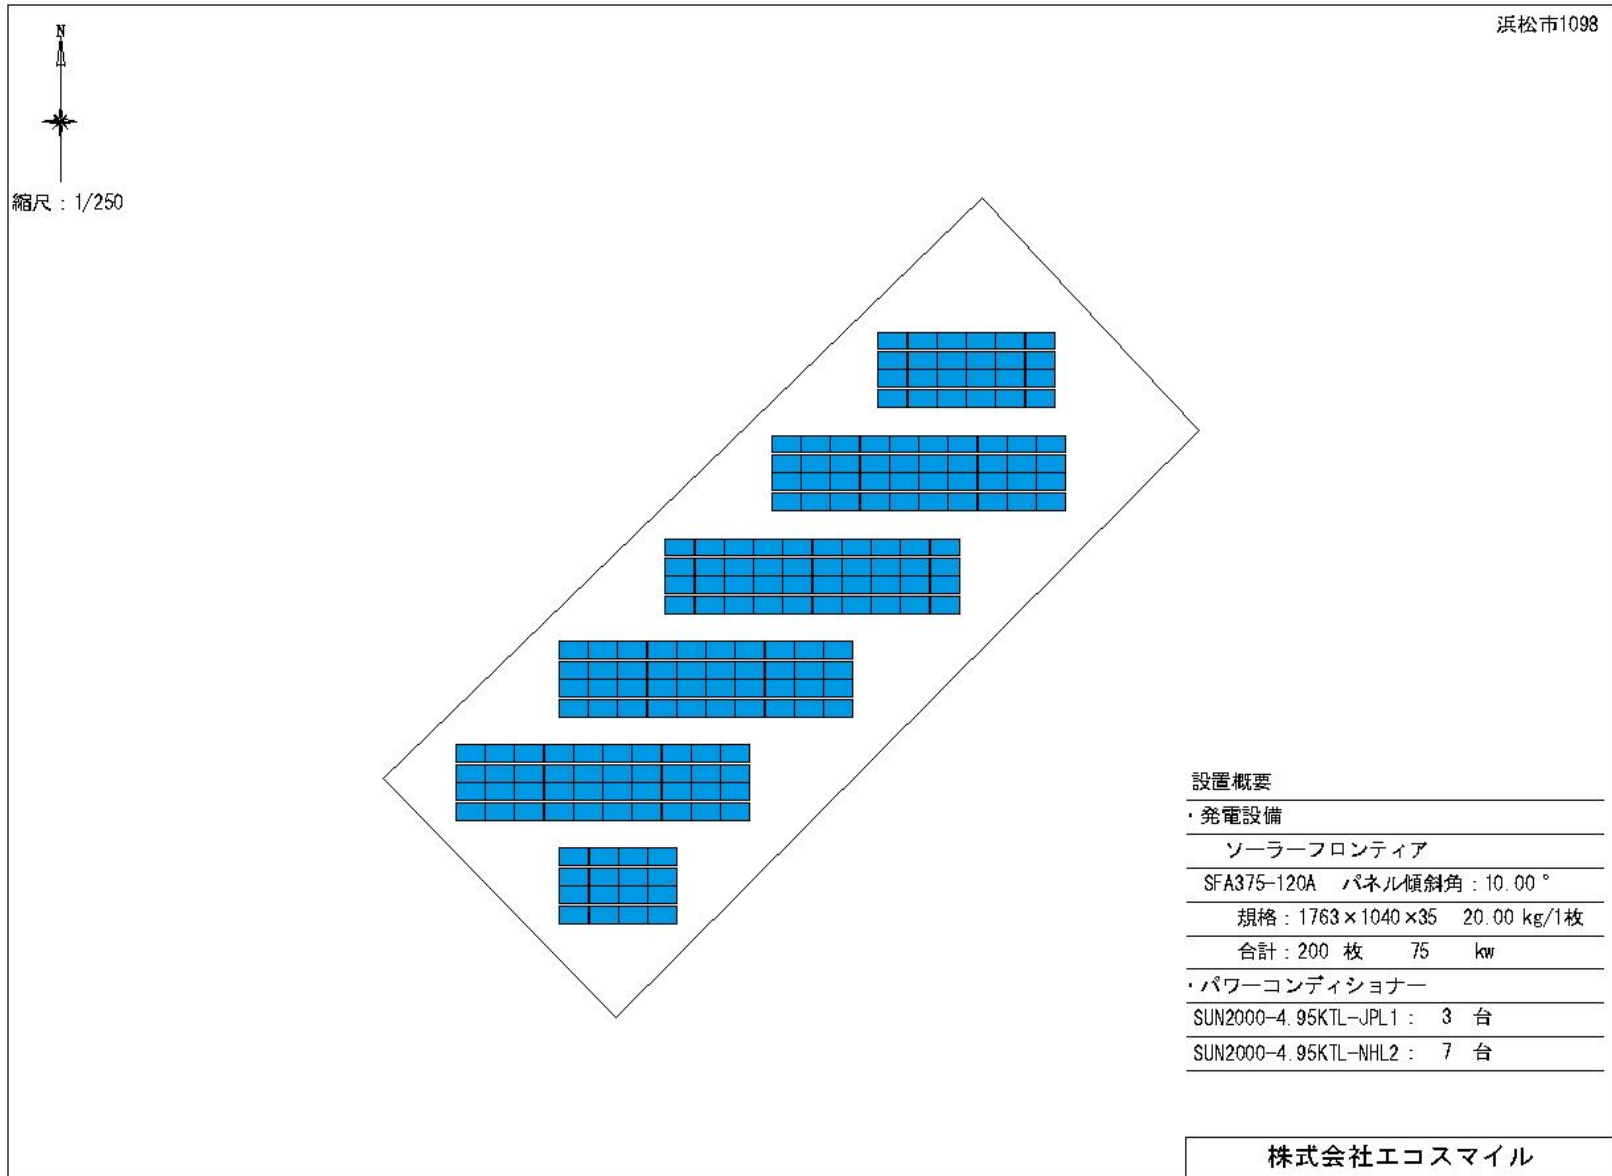 浜松市1098
N
縮尺：1/250
設置概要
・発電設備
ソーラーフロンティア
SFA375-120A パネル傾斜角：10.00°
規格：1763×1040×35 20.00 kg/1枚
合計：200 枚 75 kw
・パワーコンディショナー
SUN2000-4.95KTL-JPL1： 3 台
SUN2000-4.95KTL-NHL2： 7 台
株式会社エコスマイル